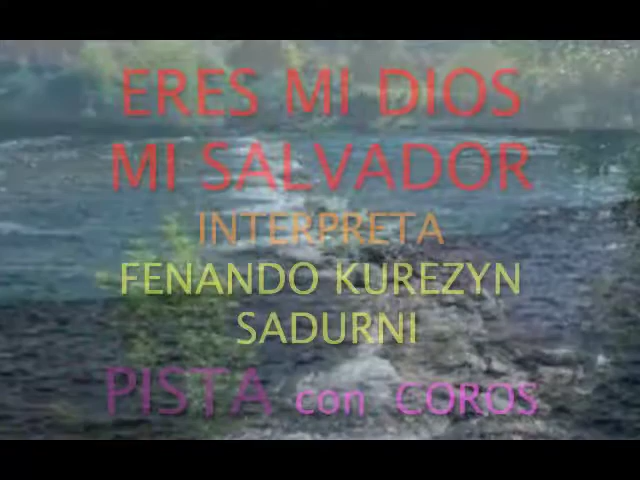 ERES MI DIOS
MI SALVADOR
INTERPRETA
FENANDO KUREZYN
SADURNI
PISTA con COROS